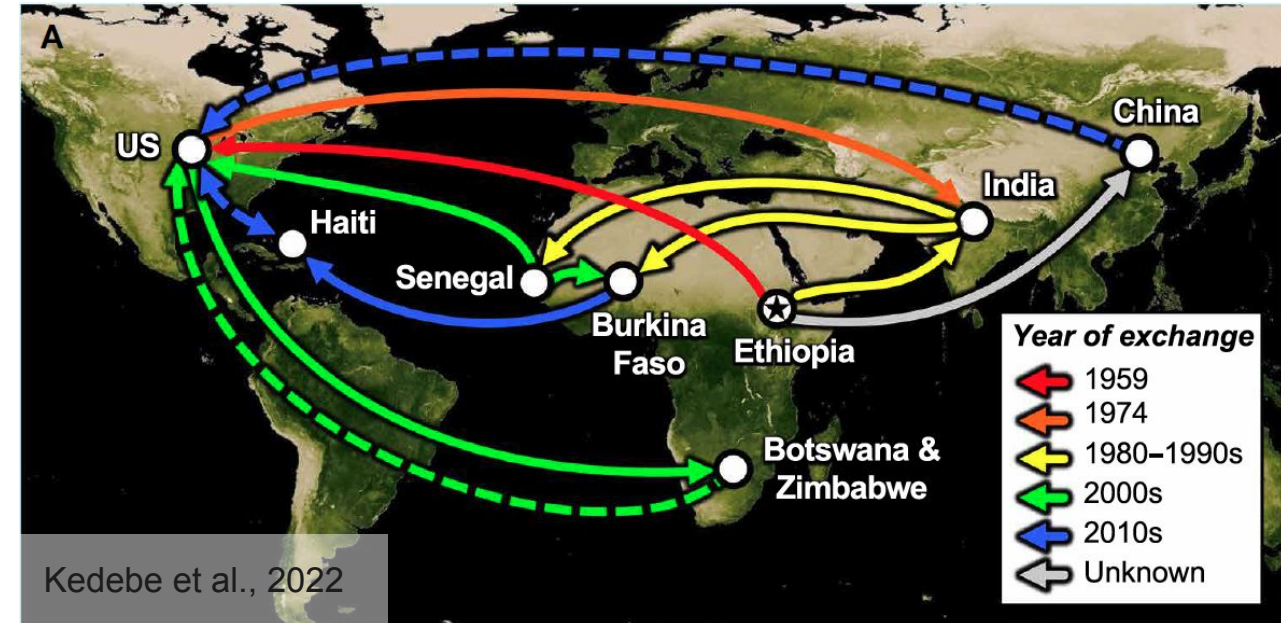 A
China
US
India
Haiti
Senegal
Burkina
Faso
Ethiopia
Botswana &
Zimbabwe
Year of exchange
1959
1974
1980–1990s
2000s
2010s
Unknown
Kedebe et al., 2022